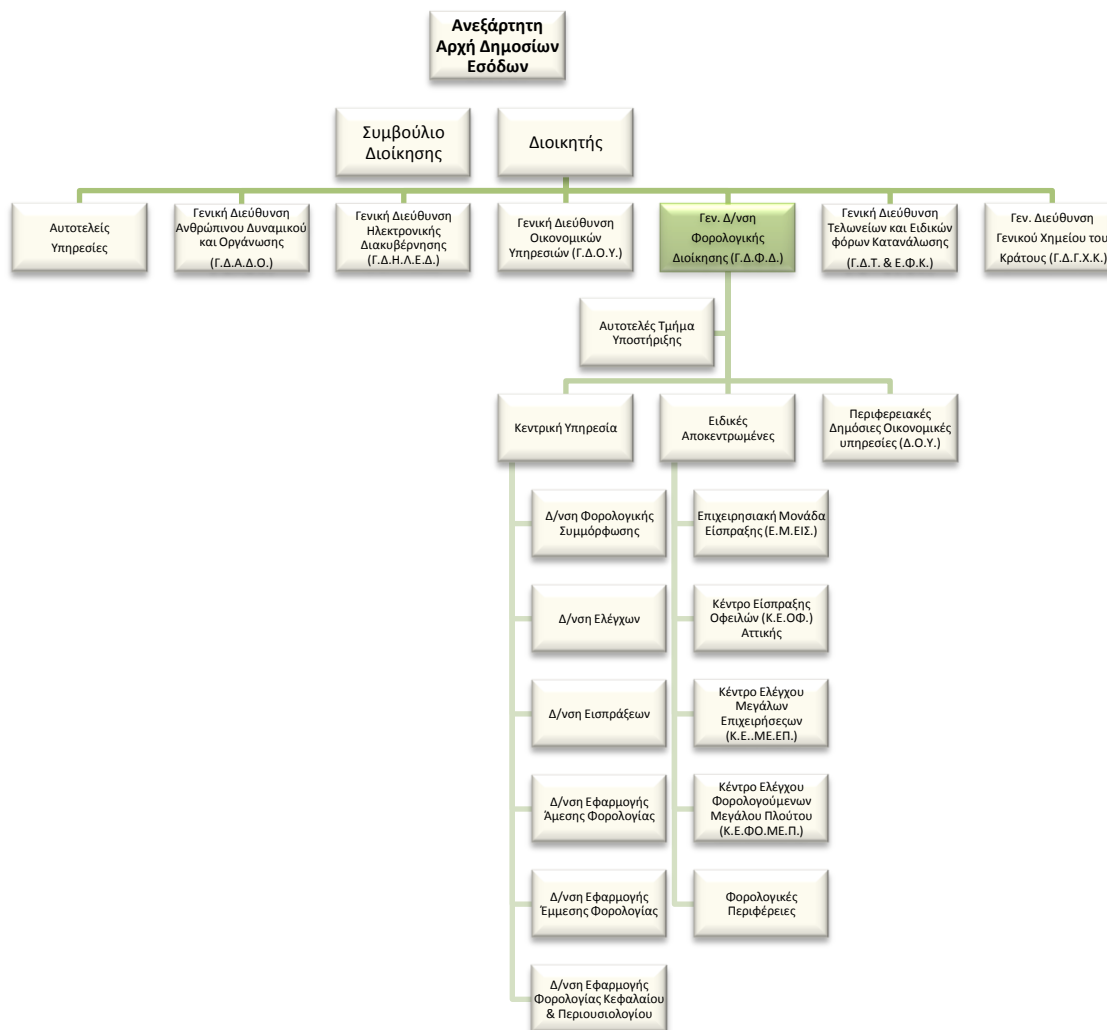 Ανεξάρτητη
Αρχή Δημοσίων
Εσόδων
Συμβούλιο
Διοίκησης
Διοικητής
Αυτοτελείς
Υπηρεσίες
Γενική Διεύθυνση
Ανθρώπινου Δυναμικού
και Οργάνωσης
(Γ.Δ.Α.Δ.Ο.)
Γενική Διεύθυνση
Ηλεκτρονικής
Διακυβέρνησης
(Γ.Δ.Η.Λ.Ε.Δ.)
Γενική Διεύθυνση
Οικονομικών
Υπηρεσιών (Γ.Δ.Ο.Υ.)
Γεν. Δ/νση
Φορολογικής
Διοίκησης (Γ.Δ.Φ.Δ.)
Γενική Διεύθυνση
Τελωνείων και Ειδικών
φόρων Κατανάλωσης
(Γ.Δ.Τ. & Ε.Φ.Κ.)
Γεν. Διεύθυνση
Γενικού Χημείου του
Κράτους (Γ.Δ.Γ.Χ.Κ.)
Αυτοτελές Τμήμα
Υποστήριξης
Κεντρική Υπηρεσία
Ειδικές
Αποκεντρωμένες
Περιφερειακές
Δημόσιες Οικονομικές
υπηρεσίες (Δ.Ο.Υ.)
Δ/νση Φορολογικής
Συμμόρφωσης
Δ/νση Ελέγχων
Δ/νση Εισπράξεων
Δ/νση Εφαρμογής
Άμεσης Φορολογίας
Δ/νση Εφαρμογής
Έμμεσης Φορολογίας
Δ/νση Εφαρμογής
Φορολογίας Κεφαλαίου
& Περιουσιολογίου
Επιχειρησιακή Μονάδα
Είσπραξης (Ε.Μ.ΕΙΣ.)
Κέντρο Είσπραξης
Οφειλών (Κ.Ε.ΟΦ.)
Αττικής
Κέντρο Ελέγχου
Μεγάλων
Επιχειρήσεςων
(Κ.Ε..ΜΕ.ΕΠ.)
Κέντρο Ελέγχου
Φορολογούμενων
Μεγάλου Πλούτου
(Κ.Ε.ΦΟ.ΜΕ.Π.)
Φορολογικές
Περιφέρειες